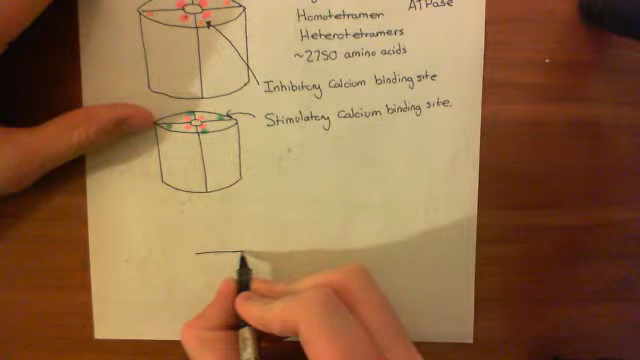 ATPase
Homotetramer
Heterotetramers
~2750 amino acids
Inhibitory Calcium binding site
Stimulatory Calcium binding site.